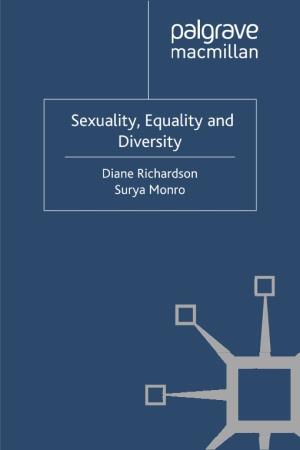 palgrave
macmillan
Sexuality, Equality and
Diversity
Diane Richardson
Surya Monro